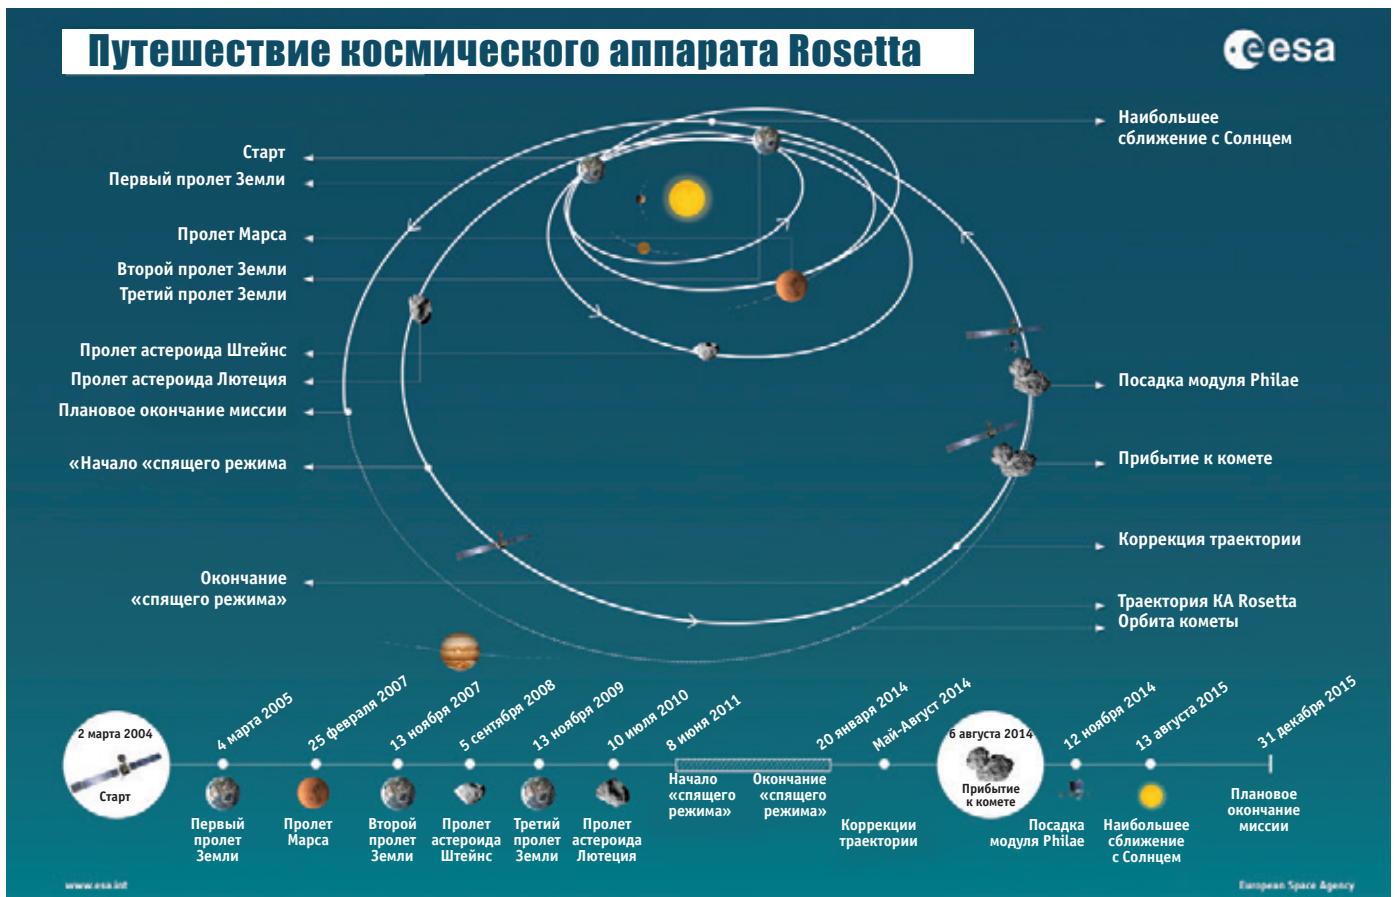 Путешествие космического аппарата Rosetta
esa
Старт
Первый пролет Земли
Пролет Марса
Второй пролет Земли
Третий пролет Земли
Пролет астероида Штейнс
Пролет астероида Лютеция
Плановое окончание миссии
«Начало «спящего режима
Окончание
«спящего режима»
Наибольшее
сближение с Солнцем
Посадка модуля Philae
Прибытие к комете
Коррекция траектории
Траектория КА Rosetta
Орбита кометы
2 марта 2004
Старт
4 марта 2005
Первый
пролет
Земли
25 февраля 2007
Пролет
Марса
13 ноября 2007
Второй
пролет
Земли
5 сентября 2008
Пролет
астероида
Штейнс
13 ноября 2009
Третий
пролет
Земли
10 июля 2010
Пролет
астероида
Лютеция
8 июня 2011
Начало
«спящего
режима»
20 января 2014
Окончание
«спящего
режима»
Май-Август 2014
Коррекции
траектории
6 августа 2014
Прибытие
к комете
12 ноября 2014
Посадка
модуля Philae
13 августа 2015
Наибольшее
сближение
с Солнцем
31 декабря 2015
Плановое
окончание
миссии
www.esa.int
European Space Agency